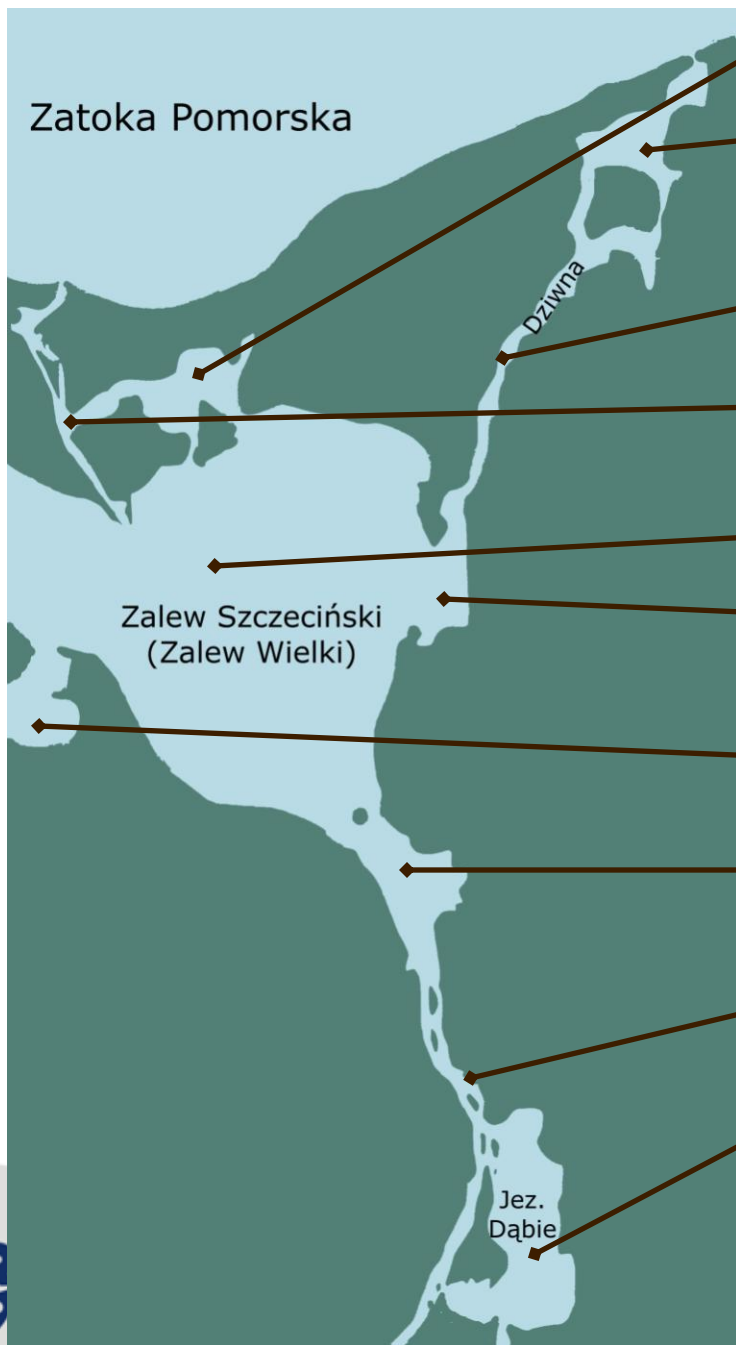 Zatoka Pomorska
Dziwna
Zalew Szczeciński
(Zalew Wielki)
Jez.
Dąbie